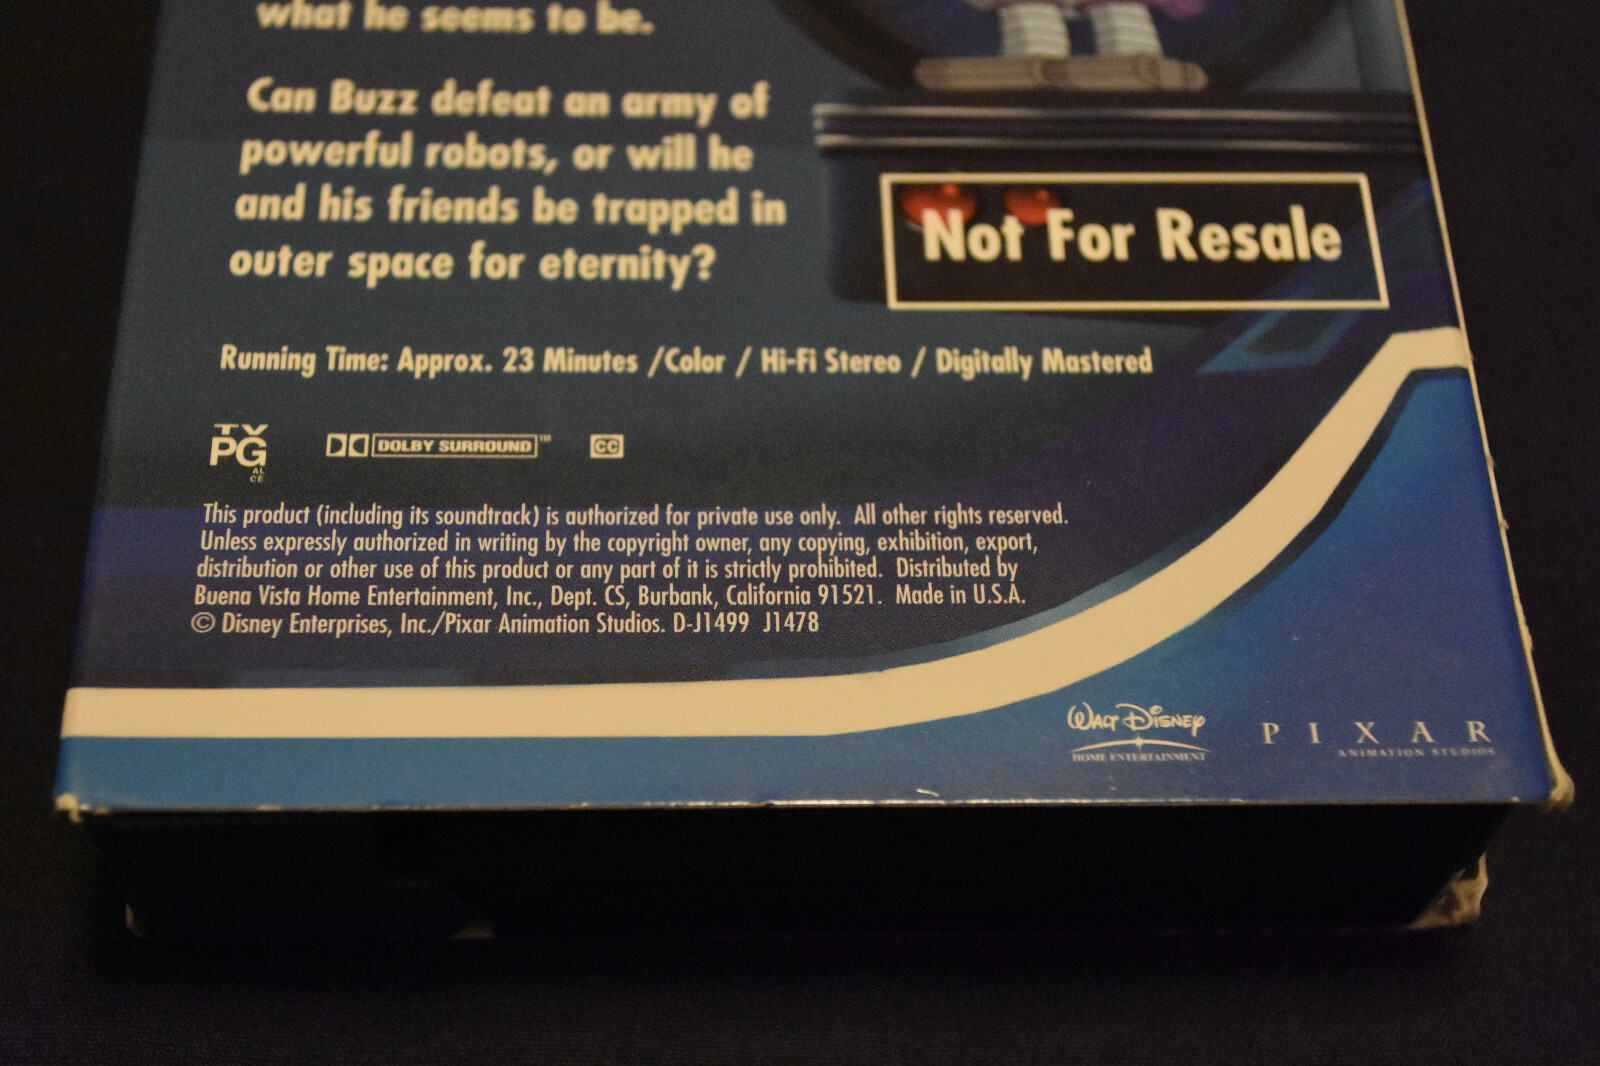 what he seems to be.
Can Buzz defeat an army of
powerful robots, or will he
and his friends be trapped in
outer space for eternity?
Not For Resale
Running Time: Approx. 23 Minutes /Color / Hi-Fi Stereo / Digitally Mastered
TV
PG
AL
CE
DOLBY SURROUND™
CC
This product (including its soundtrack) is authorized for private use only. All other rights reserved.
Unless expressly authorized in writing by the copyright owner, any copying, exhibition, export,
distribution or other use of this product or any part of it is strictly prohibited. Distributed by
Buena Vista Home Entertainment, Inc., Dept. CS, Burbank, California 91521. Made in U.S.A.
© Disney Enterprises, Inc./Pixar Animation Studios. D-J1499 J1478
WALT DISNEY
HOME ENTERTAINMENT
PIXAR
ANIMATION STUDIOS